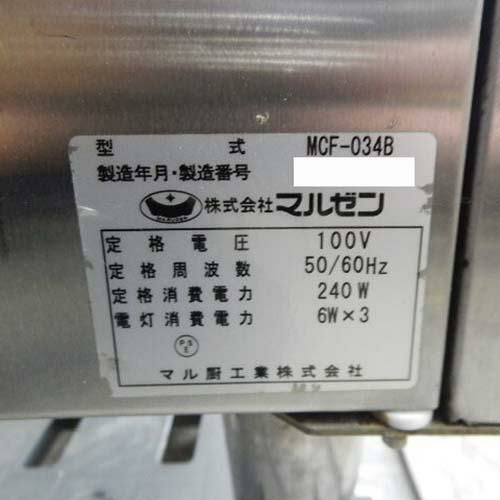 型式 MCF-034B
製造年月・製造番号
株式会社マルゼン
定格電圧 100V
定格周波数 50/60Hz
定格消費電力 240W
電灯消費電力 6W×3
PSE
マル厨工業株式会社